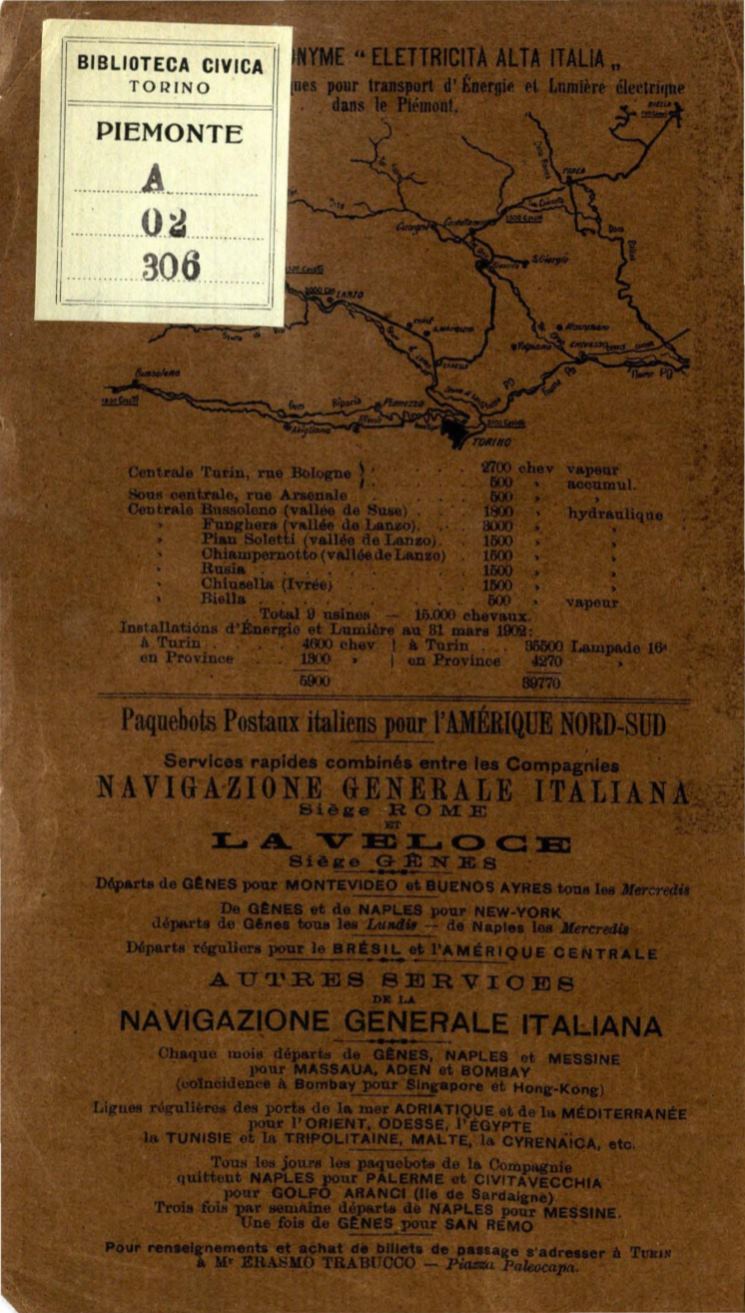 BIBLIOTECA CIVICA
TORINO
PIEMONTE
A
02
306
NYME “ ELETTRICITÀ ALTA ITALIA „
ques pour transport d'Énergie et Lumière électrique
dans le Piémont.
BIELLA
IVREA
Castellamonte
Cuorgnè
S. Giorgio
LANZO
CHIVASSO
Bussoleno
Avigliana
TORINO
Centrale Turin, rue Bologne } . . . . 2700 chev vapeur
500 » accumul.
Sous centrale, rue Arsenale . . . . 500 » »
Centrale Bussoleno (vallée de Suse) . . 1800 » hydraulique
» Funghera (vallée de Lanzo) . . 3000 » »
» Pian Soletti (vallée de Lanzo) . . 1500 » »
» Chiampernotto (vallée de Lanzo) 1500 » »
» Rusia . . . . 1500 » »
» Chiusella (Ivrée) . . . . 1500 » »
» Biella . . . . 500 » vapeur
Total 9 usines — 15.000 chevaux.
Installations d'Énergie et Lumière au 31 mars 1902:
à Turin . . . 4600 chev | à Turin . . . 35500 Lampade 16ᶜ
en Province . . 1300 » | en Province 4270 »
5900 39770
Paquebots Postaux italiens pour l'AMÉRIQUE NORD-SUD
Services rapides combinés entre les Compagnies
NAVIGAZIONE GENERALE ITALIANA
Siège ROME
ET
LA VELOCE
Siège GÊNES
Départs de GÊNES pour MONTEVIDEO et BUENOS AYRES tous les Mercredis
De GÊNES et de NAPLES pour NEW-YORK
départs de Gênes tous les Lundis — de Naples les Mercredis
Départs réguliers pour le BRÉSIL et l'AMÉRIQUE CENTRALE
AUTRES SERVICES
DE LA
NAVIGAZIONE GENERALE ITALIANA
Chaque mois départs de GÊNES, NAPLES et MESSINE
pour MASSAUA, ADEN et BOMBAY
(coïncidence à Bombay pour Singapore et Hong-Kong)
Lignes régulières des ports de la mer ADRIATIQUE et de la MÉDITERRANÉE
pour l'ORIENT, ODESSE, l'ÉGYPTE
la TUNISIE et la TRIPOLITAINE, MALTE, la CYRENAÏCA, etc.
Tous les jours les paquebots de la Compagnie
quittent NAPLES pour PALERME et CIVITAVECCHIA
pour GOLFO ARANCI (Ile de Sardaigne)
Trois fois par semaine départs de NAPLES pour MESSINE.
Une fois de GÊNES pour SAN REMO
Pour renseignements et achat de billets de passage s'adresser à TURIN
à Mr ERASMO TRABUCCO — Piazza Paleocapa.